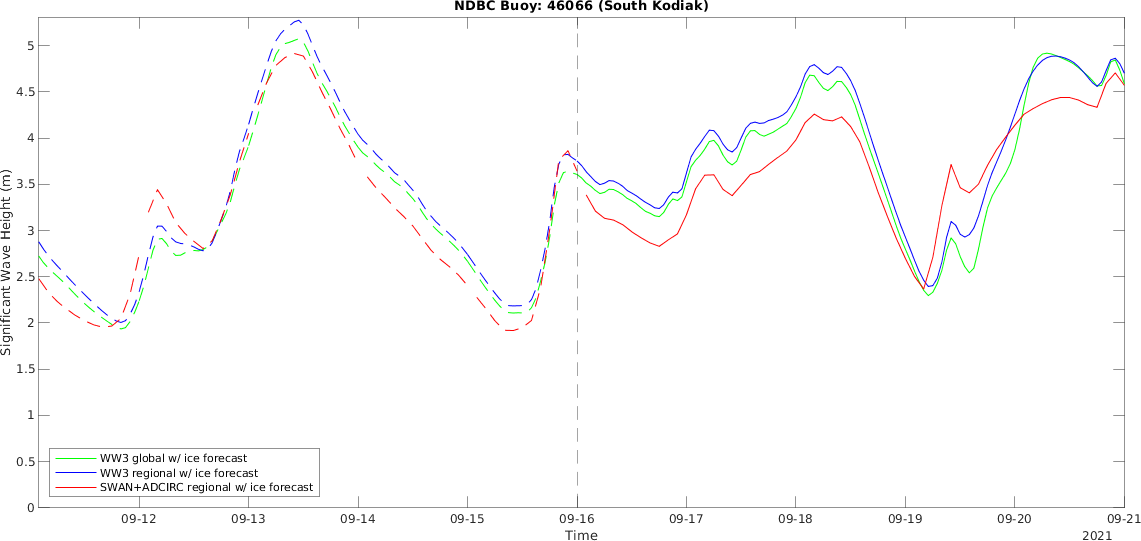 NDBC Buoy: 46066 (South Kodiak)
Significant Wave Height (m)
5
4.5
4
3.5
3
2.5
2
1.5
1
0.5
0
WW3 global w/ ice forecast
WW3 regional w/ ice forecast
SWAN+ADCIRC regional w/ ice forecast
09-12 09-13 09-14 09-15 09-16 09-17 09-18 09-19 09-20 09-21
Time
2021